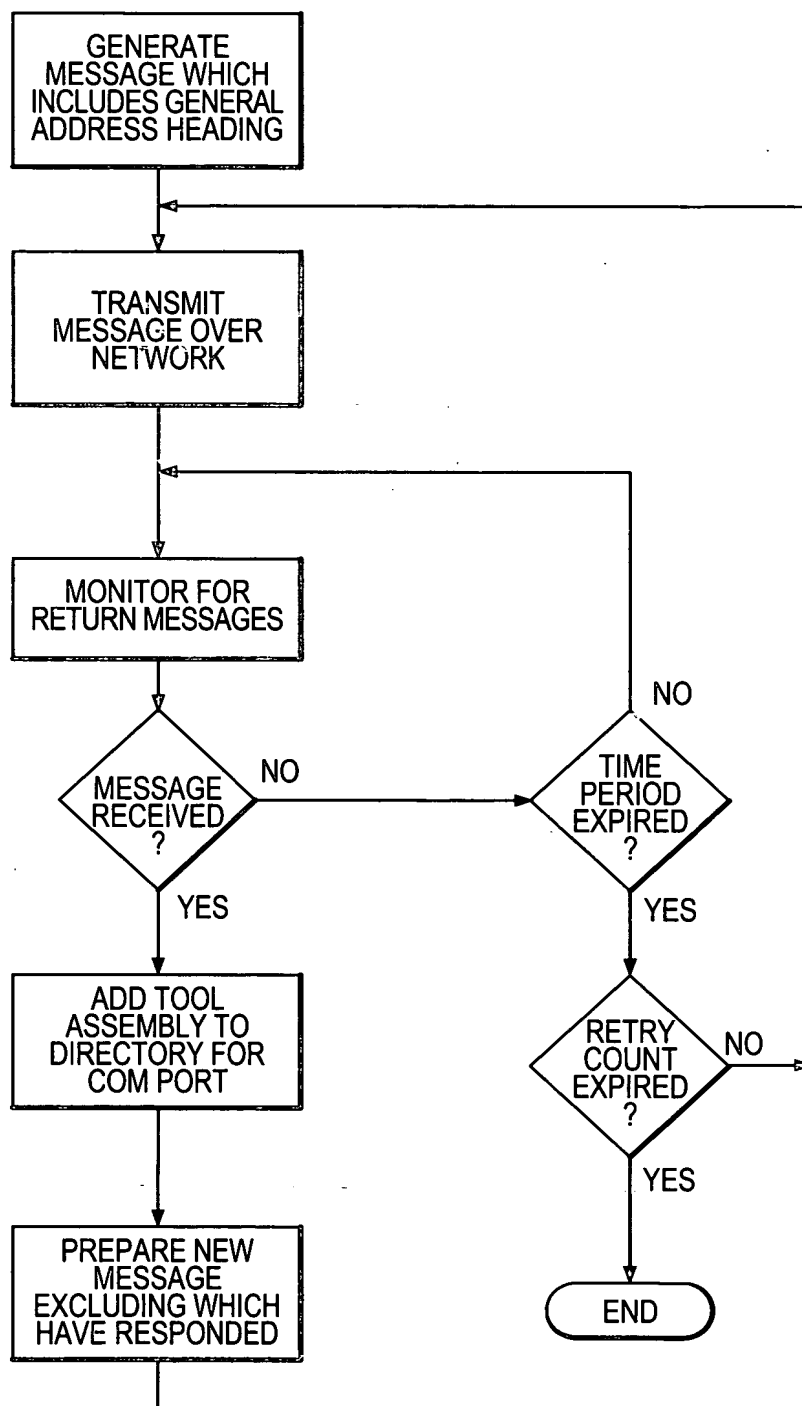 GENERATE
MESSAGE WHICH
INCLUDES GENERAL
ADDRESS HEADING
TRANSMIT
MESSAGE OVER
NETWORK
MONITOR FOR
RETURN MESSAGES
MESSAGE
RECEIVED
?
NO
YES
TIME
PERIOD
EXPIRED
?
NO
YES
ADD TOOL
ASSEMBLY TO
DIRECTORY FOR
COM PORT
RETRY
COUNT
EXPIRED
?
NO
YES
PREPARE NEW
MESSAGE
EXCLUDING WHICH
HAVE RESPONDED
END